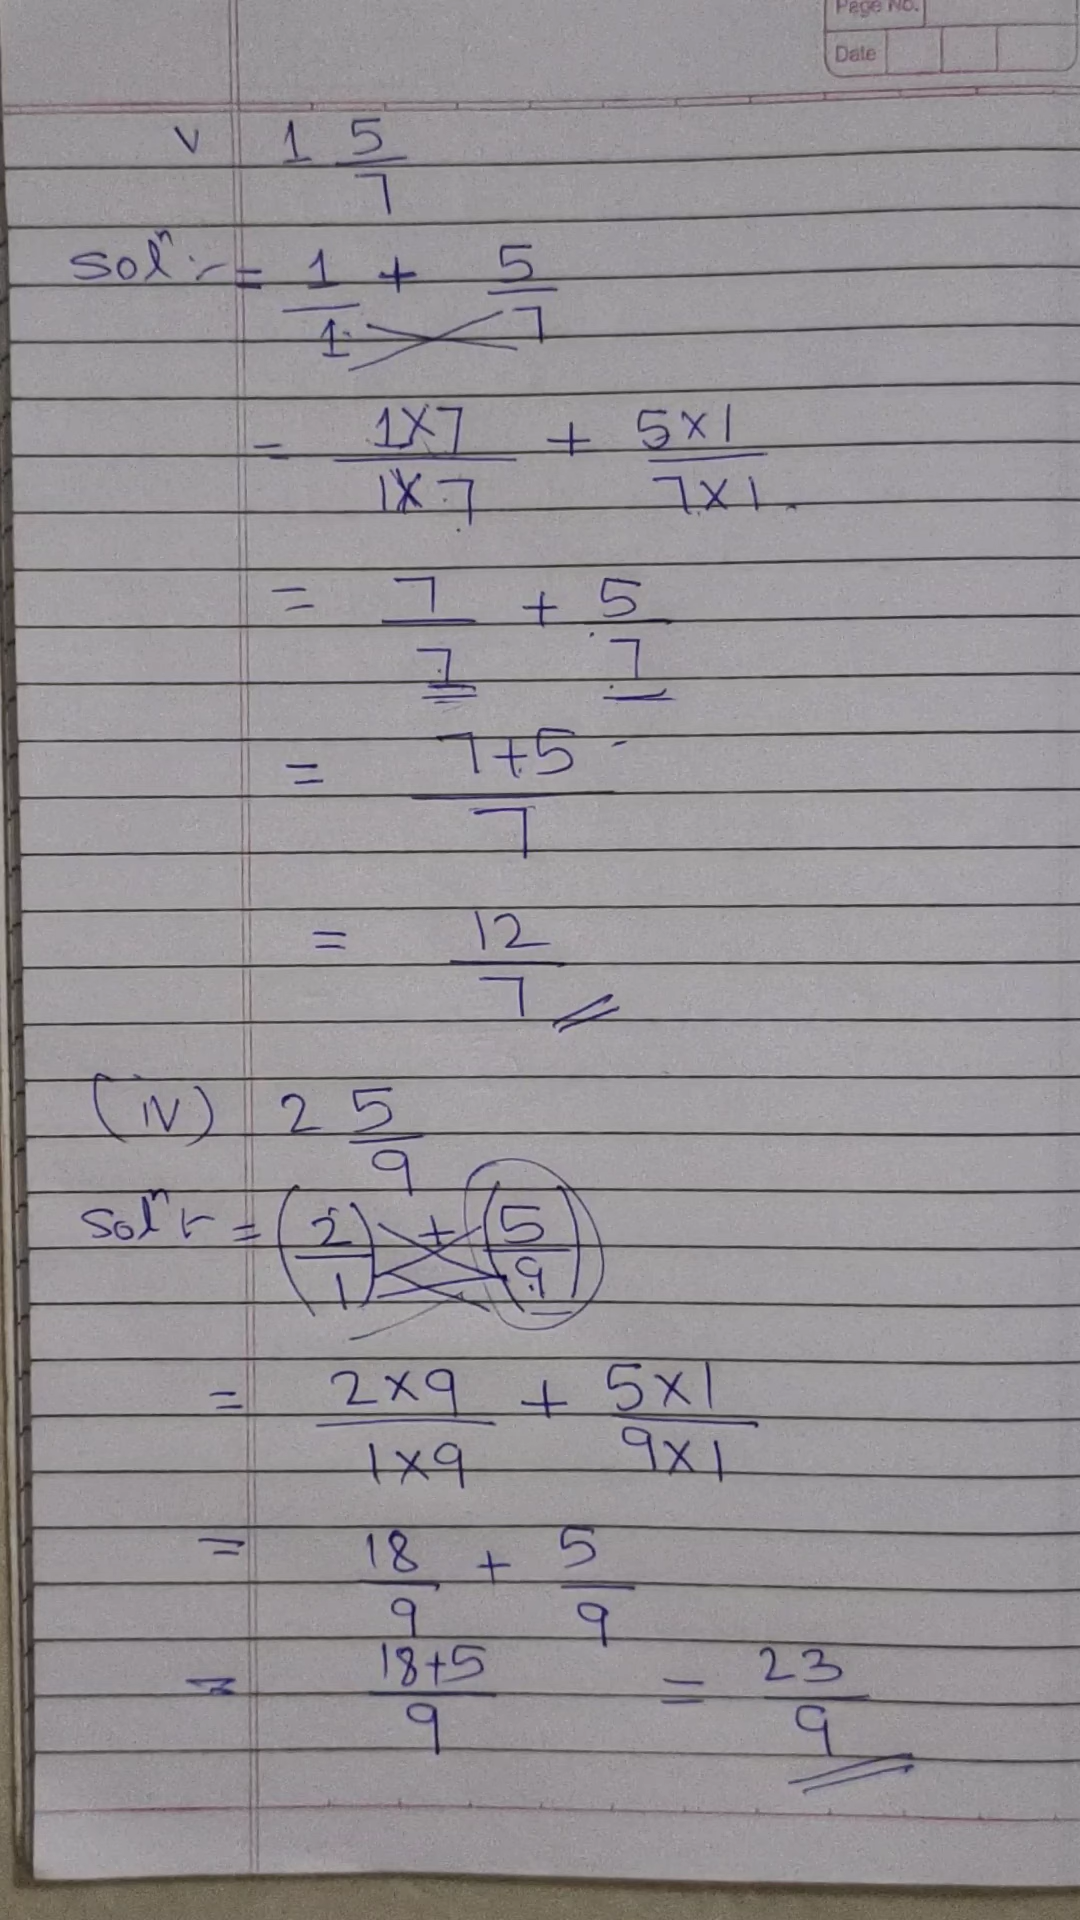 Page No.
Date
V 1 5/7
Solⁿ :- = 1/1 + 5/7
= 1×7/1×7 + 5×1/7×1
= 7/7 + 5/7
= 7+5/7
= 12/7
(iv) 2 5/9
Solⁿ :- = (2/1) + (5/9)
= 2×9/1×9 + 5×1/9×1
= 18/9 + 5/9
= 18+5/9 = 23/9